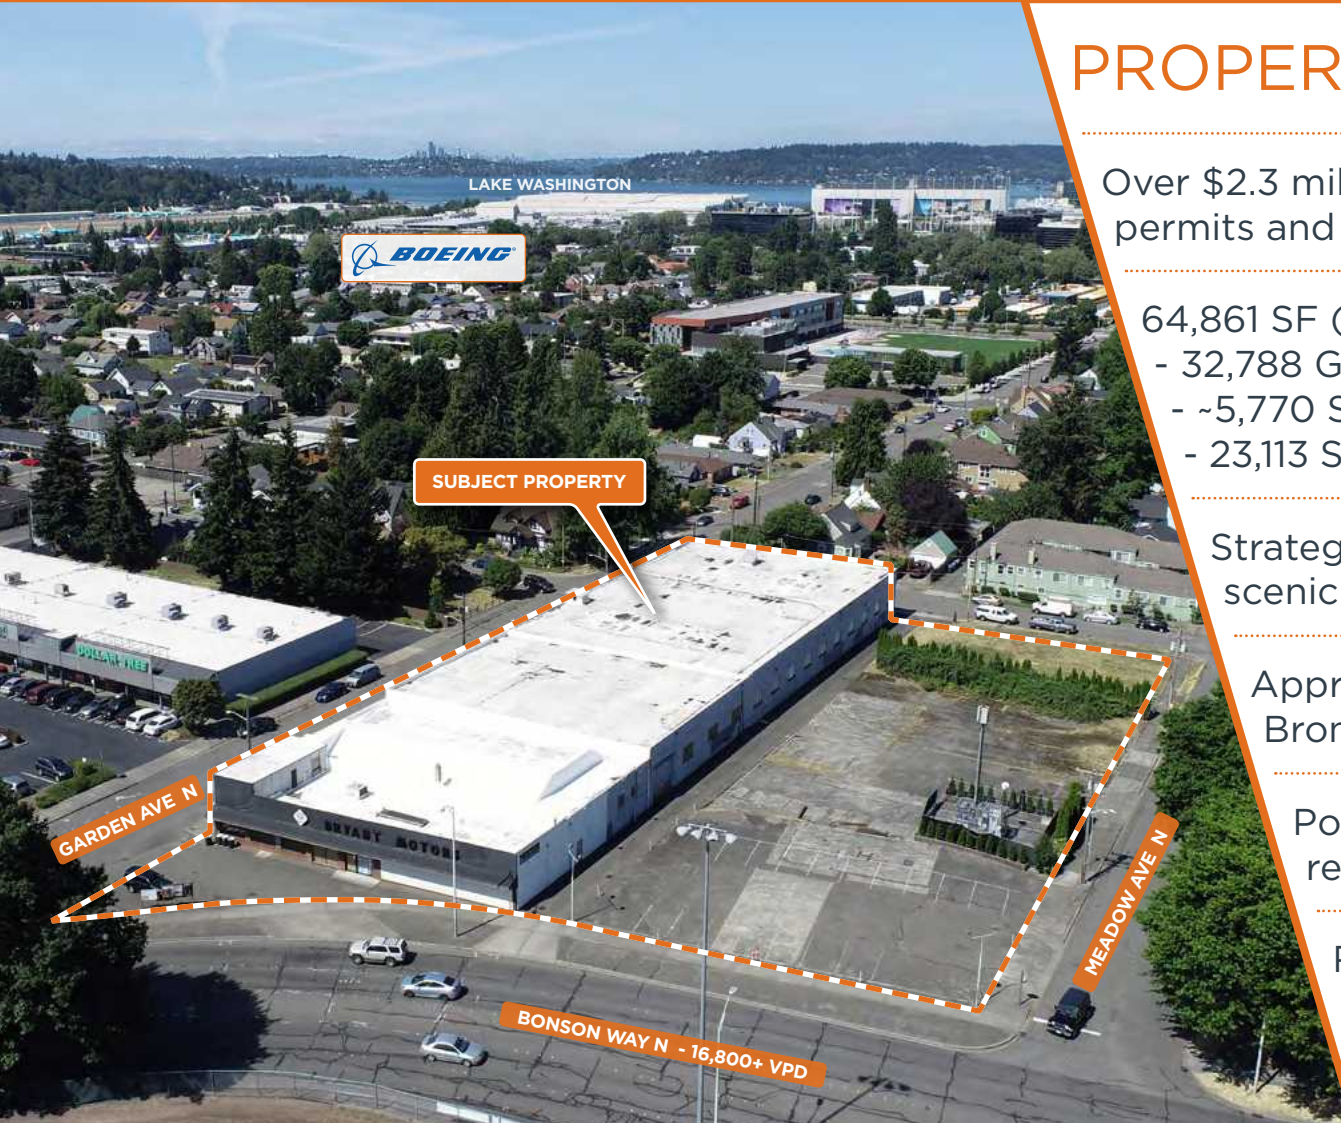 PROPER
Over $2.3 mil
permits and
64,861 SF (
- 32,788 G
- ~5,770 S
- 23,113 S
Strateg
scenic
Appr
Bron
Po
re
LAKE WASHINGTON
BOEING
SUBJECT PROPERTY
DOLLAR TREE
GARDEN AVE N
BRYANT MOTORS
MEADOW AVE N
BONSON WAY N - 16,800+ VPD